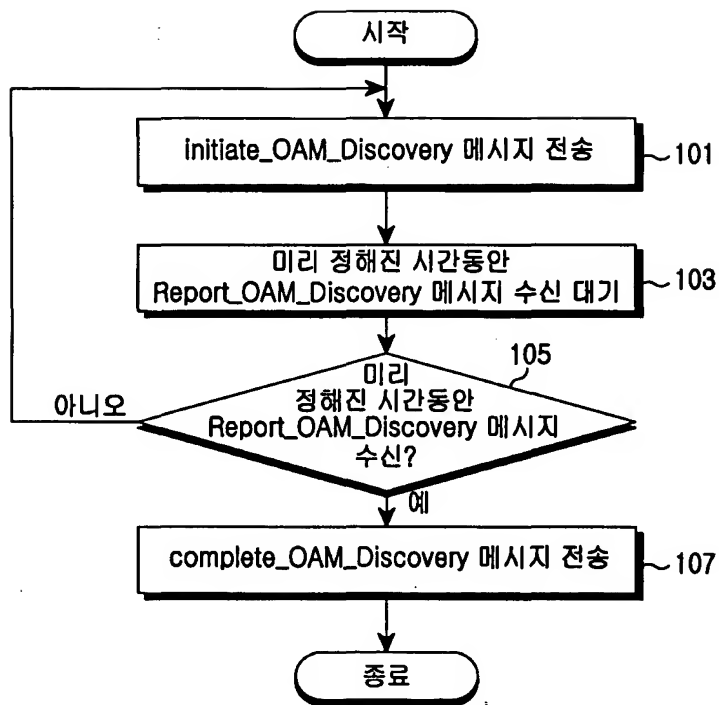 시작
initiate_OAM_Discovery 메시지 전송
101
미리 정해진 시간동안
Report_OAM_Discovery 메시지 수신 대기
103
105
미리
정해진 시간동안
Report_OAM_Discovery 메시지
수신?
아니오
예
complete_OAM_Discovery 메시지 전송
107
종료